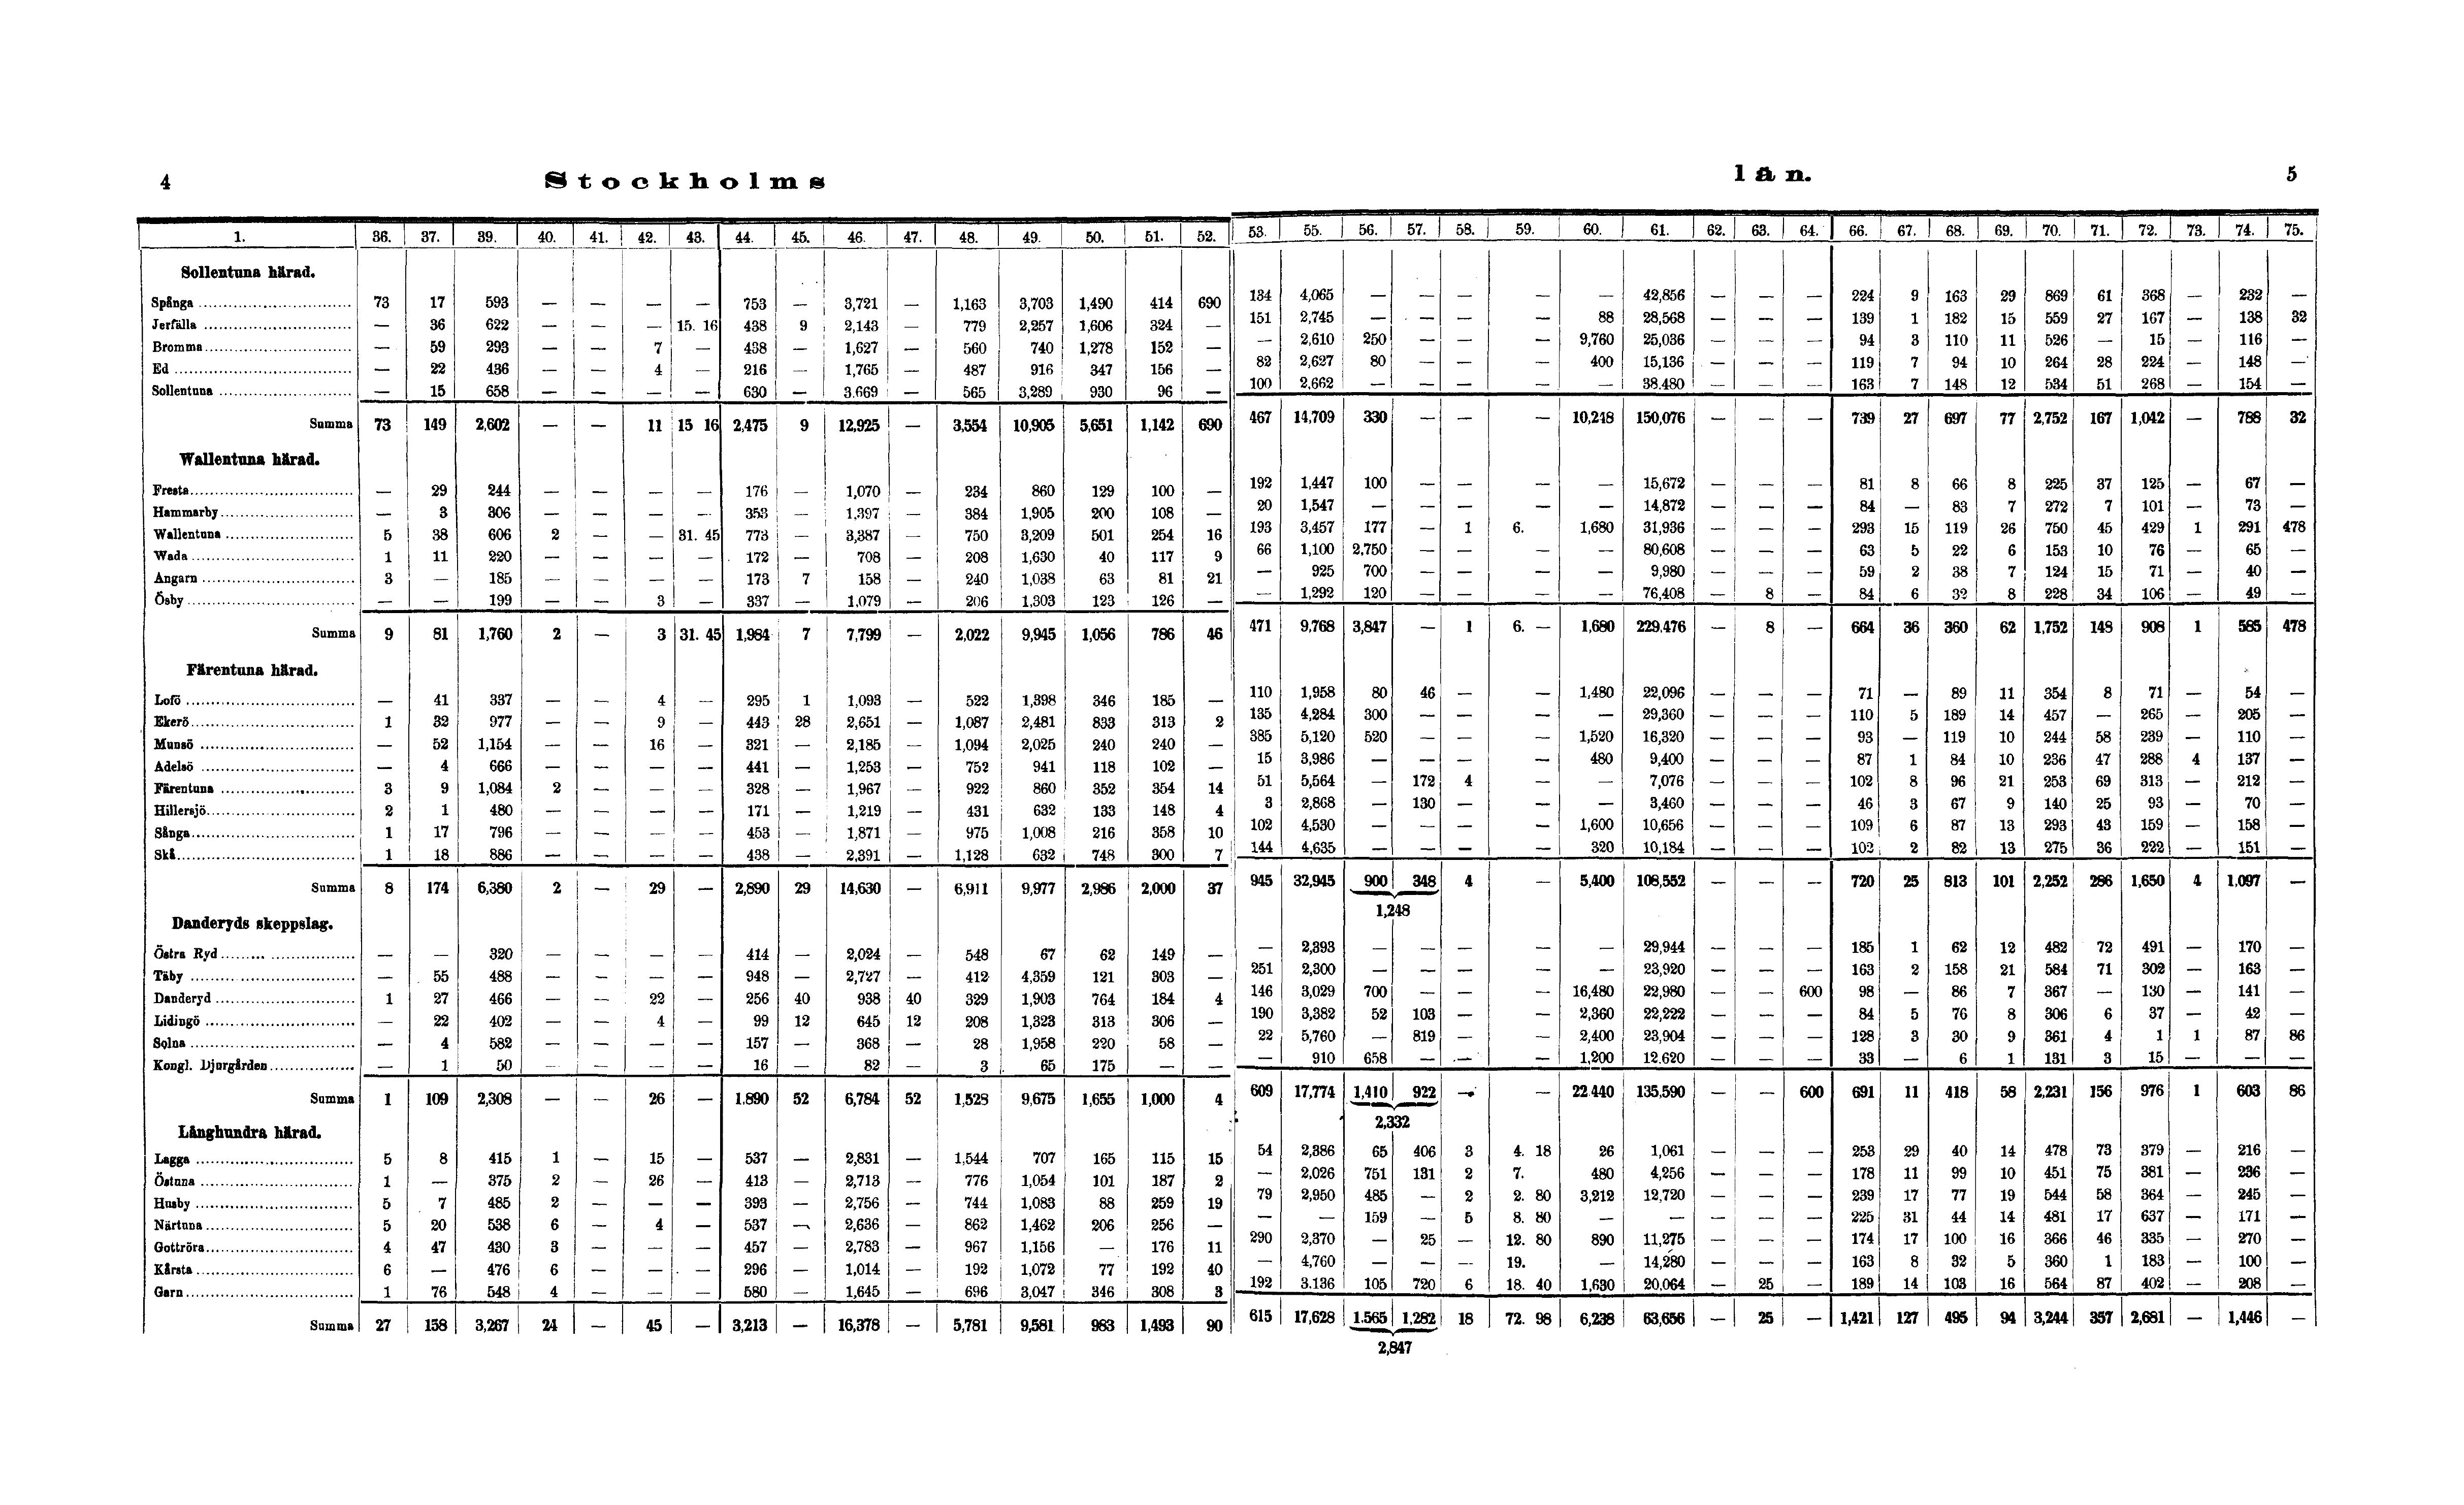 4 Stockholms län. 5
1. 36. 37. 39. 40. 41. 42. 43. 44. 45. 46. 47. 48. 49. 50. 51. 52. 53. 55. 56. 57. 58. 59. 60. 61. 62. 63. 64. 66. 67. 68. 69. 70. 71. 72. 73. 74. 75.
Sollentuna härad.
Spånga 73 17 593 — — — — 753 — 3,721 — 1,163 3,703 1,490 414 690 134 4,065 — — — — — 42,856 — — — 224 9 163 29 869 61 368 — 232 —
Jerfälla — 36 622 — — — 15. 16 438 9 2,143 — 779 2,257 1,606 324 — 151 2,745 — — — — 88 28,568 — — — 139 1 182 15 559 27 167 — 138 32
Bromma — 59 293 — — 7 — 438 — 1,627 — 560 740 1,278 152 — — 2,610 250 — — — 9,760 25,036 — — — 94 3 110 11 526 — 15 — 116 —
Ed — 22 436 — — 4 — 216 — 1,765 — 487 916 347 156 — 82 2,627 80 — — — 400 15,136 — — — 119 7 94 10 264 28 224 — 148 —
Sollentuna — 15 658 — — — — 630 — 3.669 — 565 3,289 930 96 — 100 2,662 — — — — — 38.480 — — — 163 7 148 12 534 51 268 — 154 —
Summa 73 149 2,602 — — 11 15 16 2,475 9 12,925 — 3,554 10,905 5,651 1,142 690 467 14,709 330 — — — 10,248 150,076 — — — 739 27 697 77 2,752 167 1,042 — 788 32
Wallentuna härad.
Fresta — 29 244 — — — — 176 — 1,070 — 234 860 129 100 — 192 1,447 100 — — — — 15,672 — — — 81 8 66 8 225 37 125 — 67 —
Hammarby — 3 306 — — — — 353 — 1,397 — 384 1,905 200 108 — 20 1,547 — — — — — 14,872 — — — 84 — 83 7 272 7 101 — 73 —
Wallentuna 5 38 606 2 — — 31. 45 773 — 3,387 — 750 3,209 501 254 16 193 3,457 177 — 1 6. 1,680 31,936 — — — 293 15 119 26 750 45 429 1 291 478
Wada 1 11 220 — — — — 172 — 708 — 208 1,630 40 117 9 66 1,100 2,750 — — — — 80,608 — — — 63 5 22 6 153 10 76 — 65 —
Angarn 3 — 185 — — — — 173 7 158 — 240 1,038 63 81 21 — 925 700 — — — — 9,980 — — — 59 2 38 7 124 15 71 — 40 —
Ösby — — 199 — — 3 — 337 — 1,079 — 206 1,303 123 126 — — 1,292 120 — — — — 76,408 — 8 — 84 6 32 8 228 34 106 — 49 —
Summa 9 81 1,760 2 — 3 31. 45 1,984 7 7,799 — 2,022 9,945 1,056 786 46 471 9,768 3,847 — 1 6. — 1,680 229.476 — 8 — 664 36 360 62 1,752 148 908 1 585 478
Färentuna härad.
Lofö — 41 337 — — 4 — 295 1 1,093 — 522 1,398 346 185 — 110 1,958 80 46 — — 1,480 22,096 — — — 71 — 89 11 354 8 71 — 54 —
Ekerö 1 32 977 — — 9 — 443 28 2,651 — 1,087 2,481 833 313 2 135 4,284 300 — — — — 29,360 — — — 110 5 189 14 457 — 265 — 205 —
Munsö — 52 1,154 — — 16 — 321 — 2,185 — 1,094 2,025 240 240 — 385 5,120 520 — — — 1,520 16,320 — — — 93 — 119 10 244 58 239 — 110 —
Adelsö — 4 666 — — — — 441 — 1,253 — 752 941 118 102 — 15 3,986 — — — — 480 9,400 — — — 87 1 84 10 236 47 288 4 137 —
Färentuna 3 9 1,084 2 — — — 328 — 1,967 — 922 860 352 354 14 51 5,564 — 172 4 — — 7,076 — — — 102 8 96 21 253 69 313 — 212 —
Hillersjö 2 1 480 — — — — 171 — 1,219 — 431 632 133 148 4 3 2,868 — 130 — — — 3,460 — — — 46 3 67 9 140 25 93 — 70 —
Sånga 1 17 796 — — — — 453 — 1,871 — 975 1,008 216 358 10 102 4,530 — — — — 1,600 10,656 — — — 109 6 87 13 293 43 159 — 158 —
Skå 1 18 886 — — — — 438 — 2,391 — 1,128 632 748 300 7 144 4,635 — — — — 320 10,184 — — — 102 2 82 13 275 36 222 — 151 —
Summa 8 174 6,380 2 — 29 — 2,890 29 14,630 — 6,911 9,977 2,986 2,000 37 945 32,945 900 348 4 — 5,400 108,552 — — — 720 25 813 101 2,252 286 1,650 4 1,097 —
1,248
Danderyds skeppslag.
Östra Ryd — — 320 — — — — 414 — 2,024 — 548 67 62 149 — — 2,393 — — — — — 29,944 — — — 185 1 62 12 482 72 491 — 170 —
Täby — 55 488 — — — — 948 — 2,727 — 412 4,359 121 303 — 251 2,300 — — — — — 23,920 — — — 163 2 158 21 584 71 302 — 163 —
Danderyd 1 27 466 — — 22 — 256 40 938 40 329 1,903 764 184 4 146 3,029 700 — — — 16,480 22,980 — — 600 98 — 86 7 367 — 130 — 141 —
Lidingö — 22 402 — — 4 — 99 12 645 12 208 1,323 313 306 — 190 3,382 52 103 — — 2,360 22,222 — — — 84 5 76 8 306 6 37 — 42 —
Solna — 4 582 — — — — 157 — 368 — 28 1,958 220 58 — 22 5,760 — 819 — — 2,400 23,904 — — — 128 3 30 9 361 4 1 1 87 86
Kongl. Djurgården — 1 50 — — — — 16 — 82 — 3 65 175 — — — 910 658 — — — 1,200 12.620 — — — 33 — 6 1 131 3 15 — — —
Summa 1 109 2,308 — — 26 — 1.890 52 6,784 52 1,528 9,675 1,655 1,000 4 609 17,774 1,410 922 — — 22.440 135,590 — — 600 691 11 418 58 2,231 156 976 1 603 86
2,332
Långhundra härad.
Lagga 5 8 415 1 — 15 — 537 — 2,831 — 1,544 707 165 115 15 54 2,386 65 406 3 4. 18 26 1,061 — — — 253 29 40 14 478 73 379 — 216 —
Östuna 1 — 375 2 — 26 — 413 — 2,713 — 776 1,054 101 187 2 — 2,026 751 131 2 7. 480 4,256 — — — 178 11 99 10 451 75 381 — 236 —
Husby 5 7 485 2 — — — 393 — 2,756 — 744 1,083 88 259 19 79 2,950 485 — 2 2. 80 3,212 12,720 — — — 239 17 77 19 544 58 364 — 245 —
Närtuna 5 20 538 6 — 4 — 537 — 2,636 — 862 1,462 206 256 — — — 159 — 5 8. 80 — — — — — 225 31 44 14 481 17 637 — 171 —
Gottröra 4 47 430 3 — — — 457 — 2,783 — 967 1,156 — 176 11 290 2,370 — 25 — 12. 80 890 11,275 — — — 174 17 100 16 366 46 335 — 270 —
Kårsta 6 — 476 6 — — — 296 — 1,014 — 192 1,072 77 192 40 — 4,760 — — — 19. — 14,280 — — — 163 8 32 5 360 1 183 — 100 —
Garn 1 76 548 4 — — — 580 — 1,645 — 696 3,047 346 308 3 192 3.136 105 720 6 18. 40 1,630 20.064 — 25 — 189 14 103 16 564 87 402 — 208 —
Summa 27 158 3,267 24 — 45 — 3,213 — 16,378 — 5,781 9,581 983 1,493 90 615 17,628 1.565 1,282 18 72. 98 6,238 63,656 — 25 — 1,421 127 495 94 3,244 357 2,681 — 1,446 —
2,847